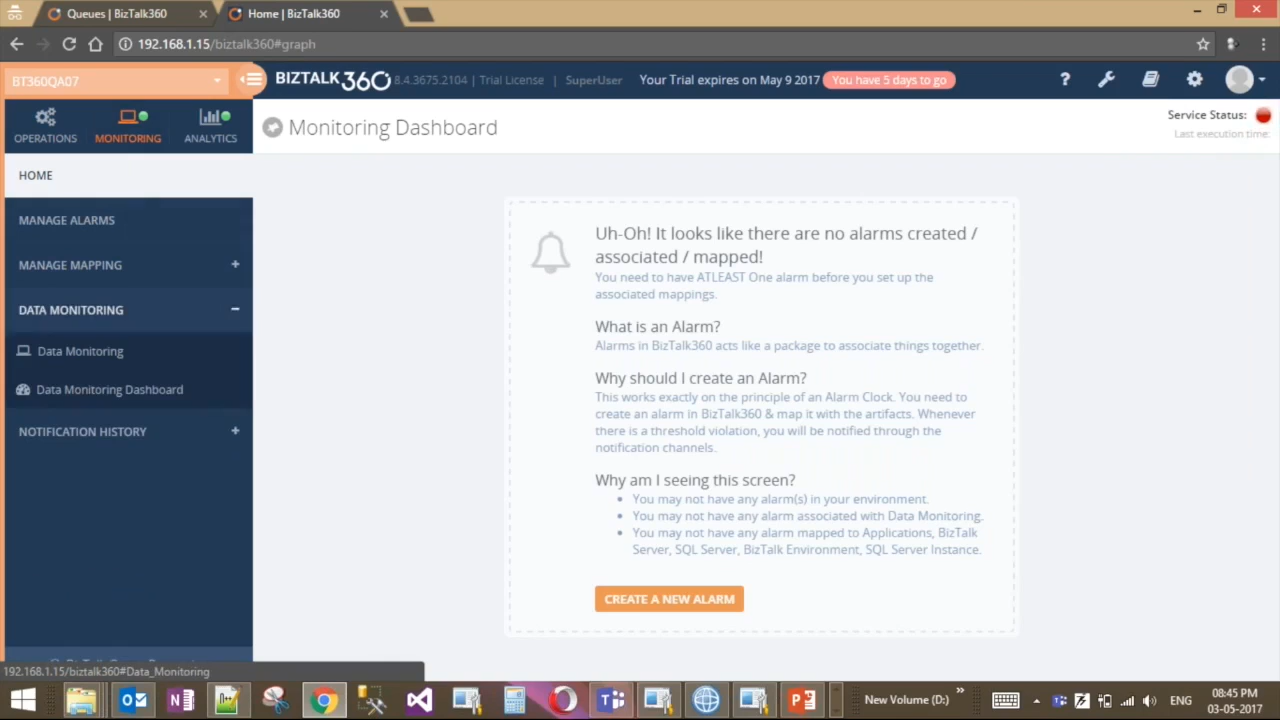 Queues | BizTalk360
Home | BizTalk360
192.168.1.15/biztalk360#graph
BT360QA07
BIZTALK360 8.4.3675.2104 | Trial License | SuperUser
Your Trial expires on May 9 2017 You have 5 days to go
OPERATIONS
MONITORING
ANALYTICS
Monitoring Dashboard
Service Status:
Last execution time:
HOME
MANAGE ALARMS
MANAGE MAPPING
DATA MONITORING
Data Monitoring
Data Monitoring Dashboard
NOTIFICATION HISTORY
Uh-Oh! It looks like there are no alarms created /
associated / mapped!
You need to have ATLEAST One alarm before you set up the
associated mappings.
What is an Alarm?
Alarms in BizTalk360 acts like a package to associate things together.
Why should I create an Alarm?
This works exactly on the principle of an Alarm Clock. You need to
create an alarm in BizTalk360 & map it with the artifacts. Whenever
there is a threshold violation, you will be notified through the
notification channels.
Why am I seeing this screen?
• You may not have any alarm(s) in your environment.
• You may not have any alarm associated with Data Monitoring.
• You may not have any alarm mapped to Applications, BizTalk
Server, SQL Server, BizTalk Environment, SQL Server Instance.
CREATE A NEW ALARM
192.168.1.15/biztalk360#Data_Monitoring
New Volume (D:)
ENG
08:45 PM
03-05-2017